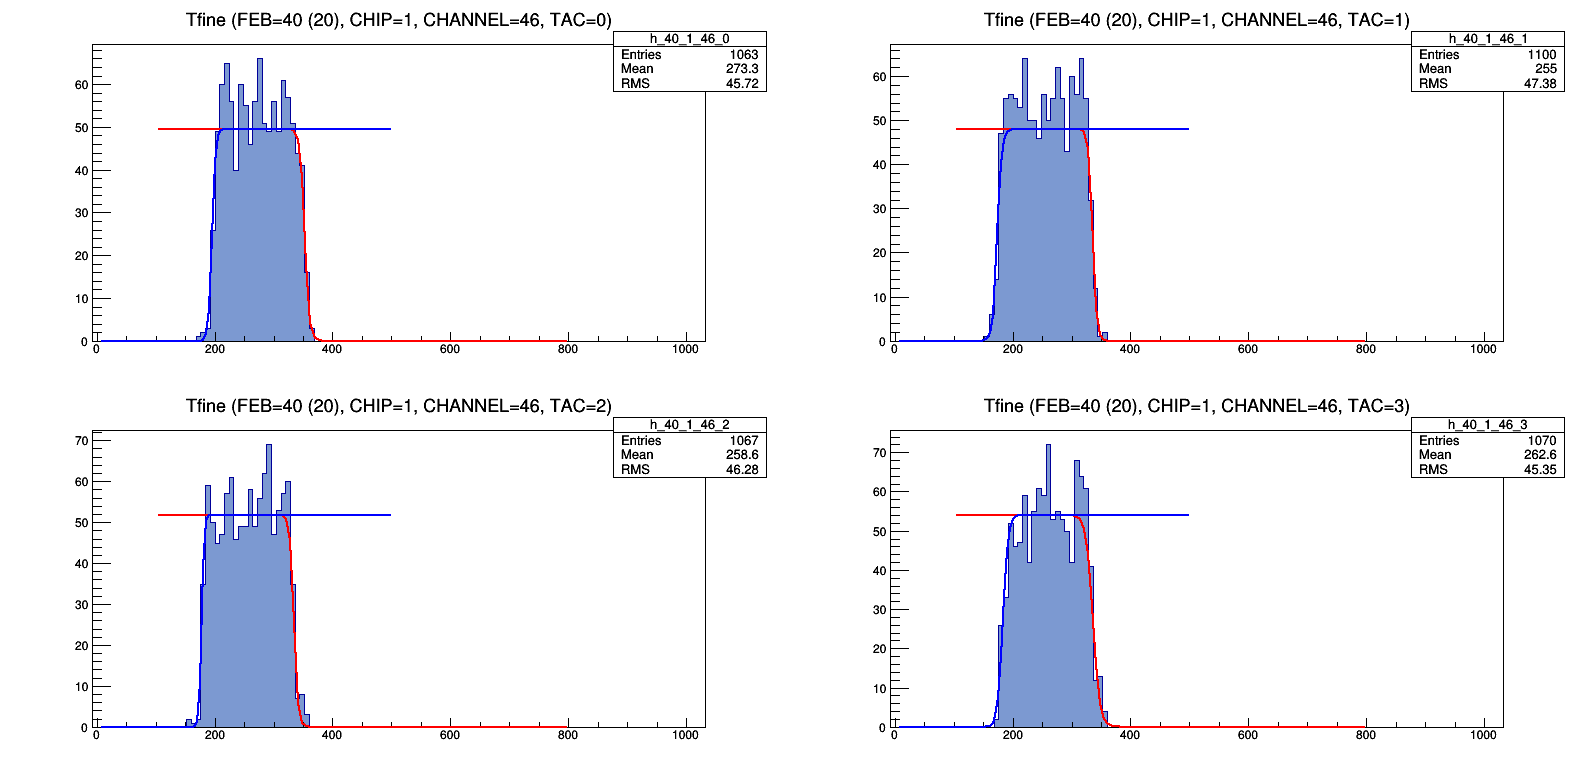 Tfine (FEB=40 (20), CHIP=1, CHANNEL=46, TAC=0)
h_40_1_46_0
Entries 1063
Mean 273.3
RMS 45.72
60
50
40
30
20
10
0
0 200 400 600 800 1000
Tfine (FEB=40 (20), CHIP=1, CHANNEL=46, TAC=1)
h_40_1_46_1
Entries 1100
Mean 255
RMS 47.38
60
50
40
30
20
10
0
0 200 400 600 800 1000
Tfine (FEB=40 (20), CHIP=1, CHANNEL=46, TAC=2)
h_40_1_46_2
Entries 1067
Mean 258.6
RMS 46.28
70
60
50
40
30
20
10
0
0 200 400 600 800 1000
Tfine (FEB=40 (20), CHIP=1, CHANNEL=46, TAC=3)
h_40_1_46_3
Entries 1070
Mean 262.6
RMS 45.35
70
60
50
40
30
20
10
0
0 200 400 600 800 1000